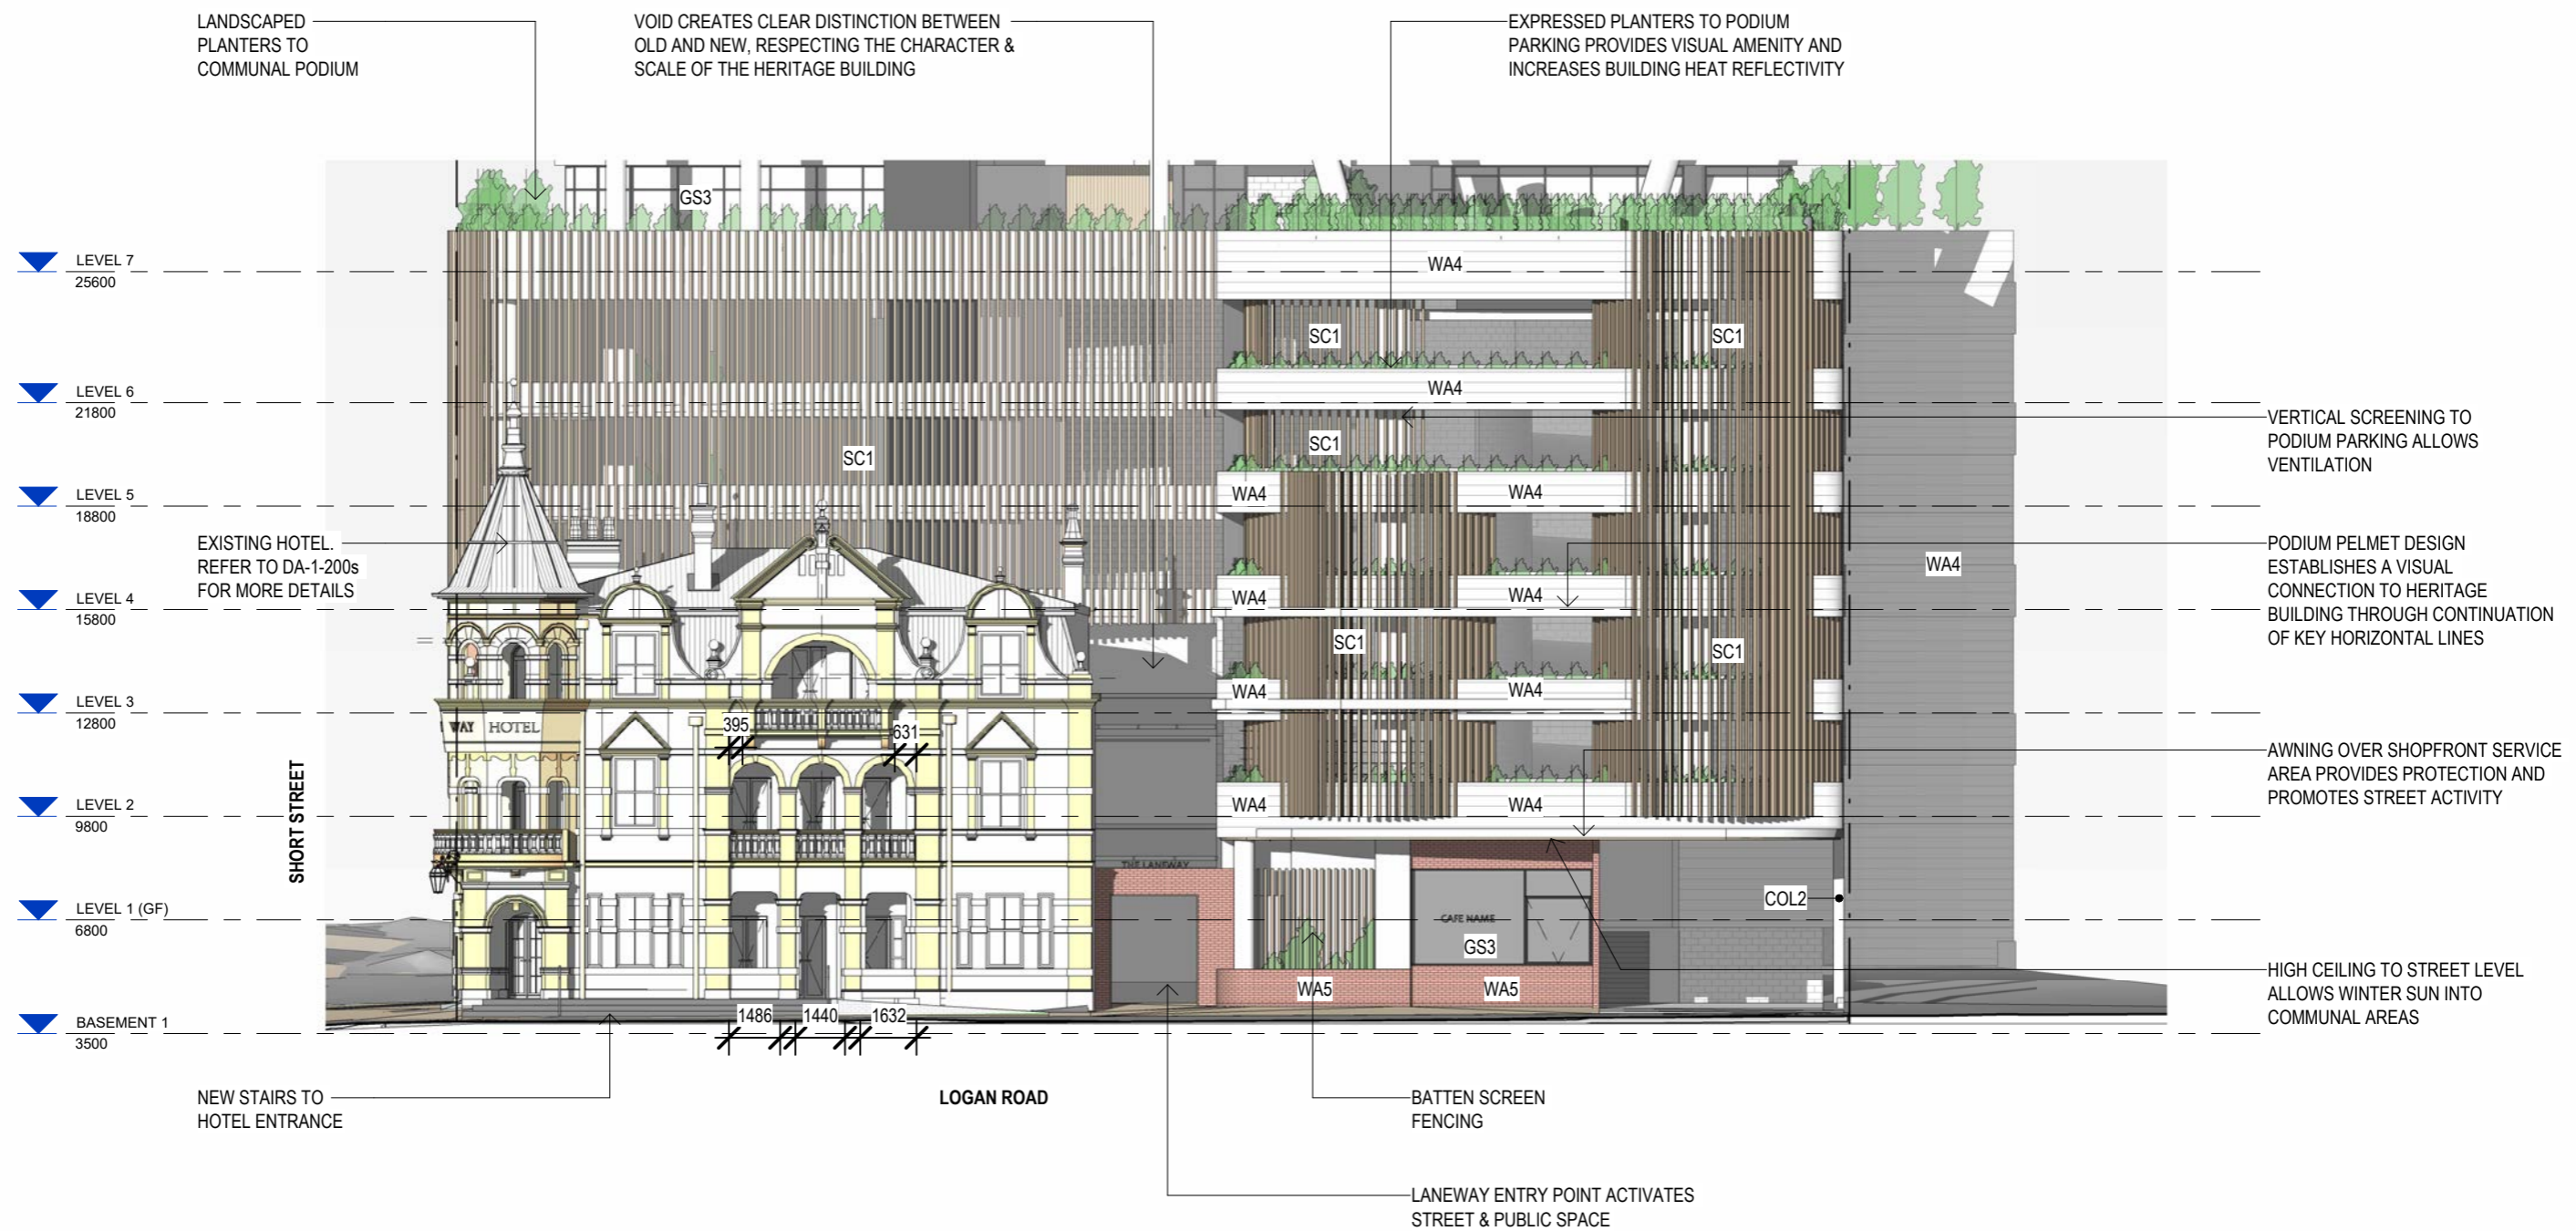 LANDSCAPED
PLANTERS TO
COMMUNAL PODIUM
VOID CREATES CLEAR DISTINCTION BETWEEN
OLD AND NEW, RESPECTING THE CHARACTER &
SCALE OF THE HERITAGE BUILDING
EXPRESSED PLANTERS TO PODIUM
PARKING PROVIDES VISUAL AMENITY AND
INCREASES BUILDING HEAT REFLECTIVITY
GS3
LEVEL 7
25600
WA4
SC1
SC1
LEVEL 6
21800
WA4
VERTICAL SCREENING TO
PODIUM PARKING ALLOWS
VENTILATION
SC1
SC1
LEVEL 5
18800
WA4
WA4
EXISTING HOTEL.
REFER TO DA-1-200s
FOR MORE DETAILS
PODIUM PELMET DESIGN
ESTABLISHES A VISUAL
CONNECTION TO HERITAGE
BUILDING THROUGH CONTINUATION
OF KEY HORIZONTAL LINES
WA4
LEVEL 4
15800
WA4
WA4
SC1
SC1
LEVEL 3
12800
WA4
WA4
WAY HOTEL
395
631
AWNING OVER SHOPFRONT SERVICE
AREA PROVIDES PROTECTION AND
PROMOTES STREET ACTIVITY
SHORT STREET
LEVEL 2
9800
WA4
WA4
THE LANEWAY
COL2
LEVEL 1 (GF)
6800
CAFE NAME
GS3
HIGH CEILING TO STREET LEVEL
ALLOWS WINTER SUN INTO
COMMUNAL AREAS
WA5
WA5
BASEMENT 1
3500
1486
1440
1632
NEW STAIRS TO
HOTEL ENTRANCE
LOGAN ROAD
BATTEN SCREEN
FENCING
LANEWAY ENTRY POINT ACTIVATES
STREET & PUBLIC SPACE